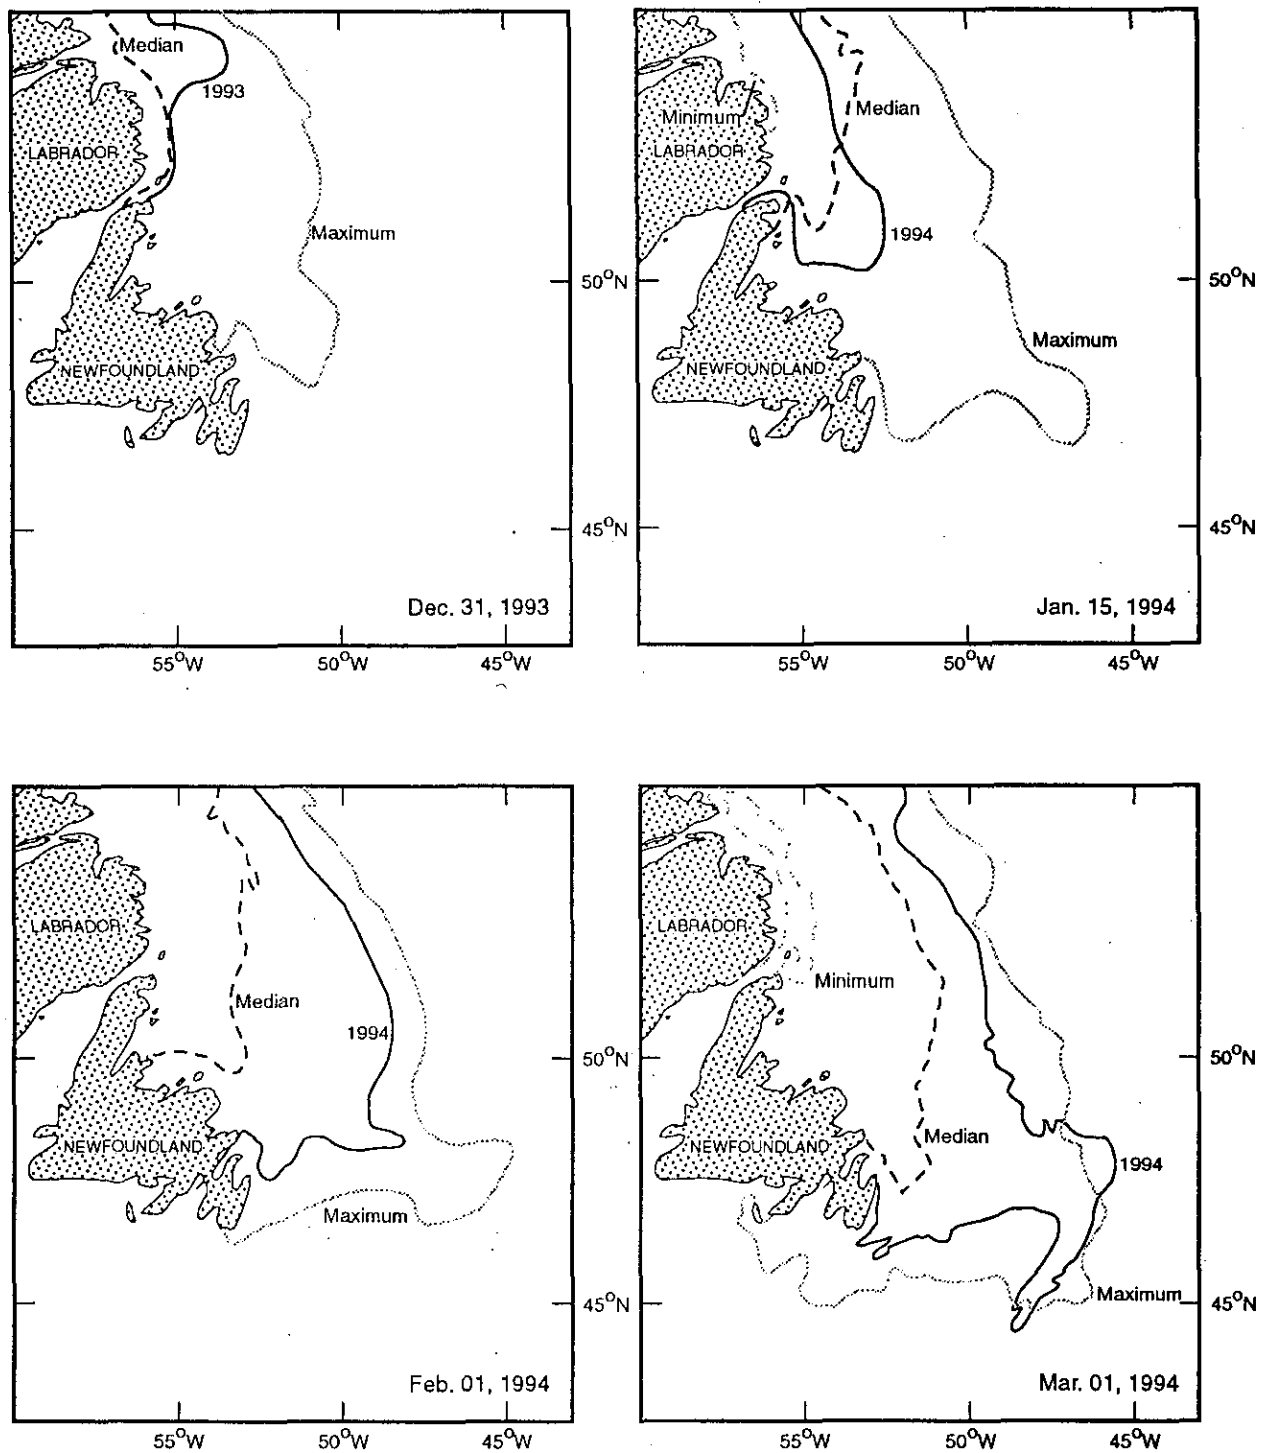 Median
1993
LABRADOR
Maximum
50°N
NEWFOUNDLAND
45°N
Dec. 31, 1993
55°W
50°W
45°W
Median
Minimum
LABRADOR
1994
50°N
Maximum
NEWFOUNDLAND
45°N
Jan. 15, 1994
55°W
50°W
45°W
LABRADOR
Median
1994
50°N
NEWFOUNDLAND
Maximum
45°N
Feb. 01, 1994
55°W
50°W
45°W
LABRADOR
Minimum
50°N
Median
NEWFOUNDLAND
1994
Maximum
45°N
Mar. 01, 1994
55°W
50°W
45°W